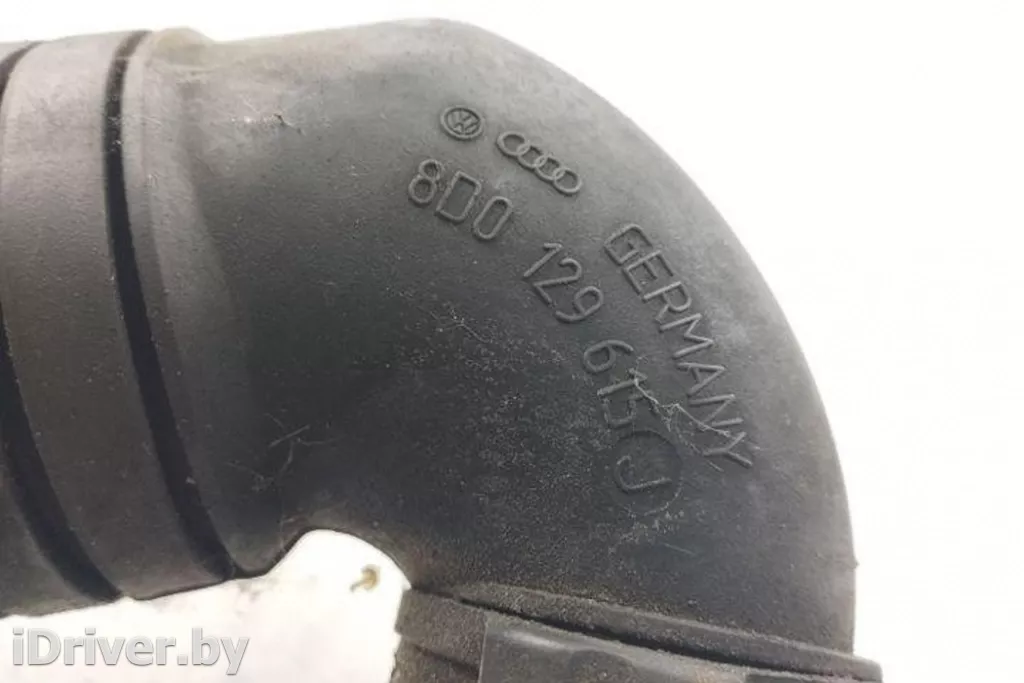 8D0 129 615 J
GERMANY
iDriver.by